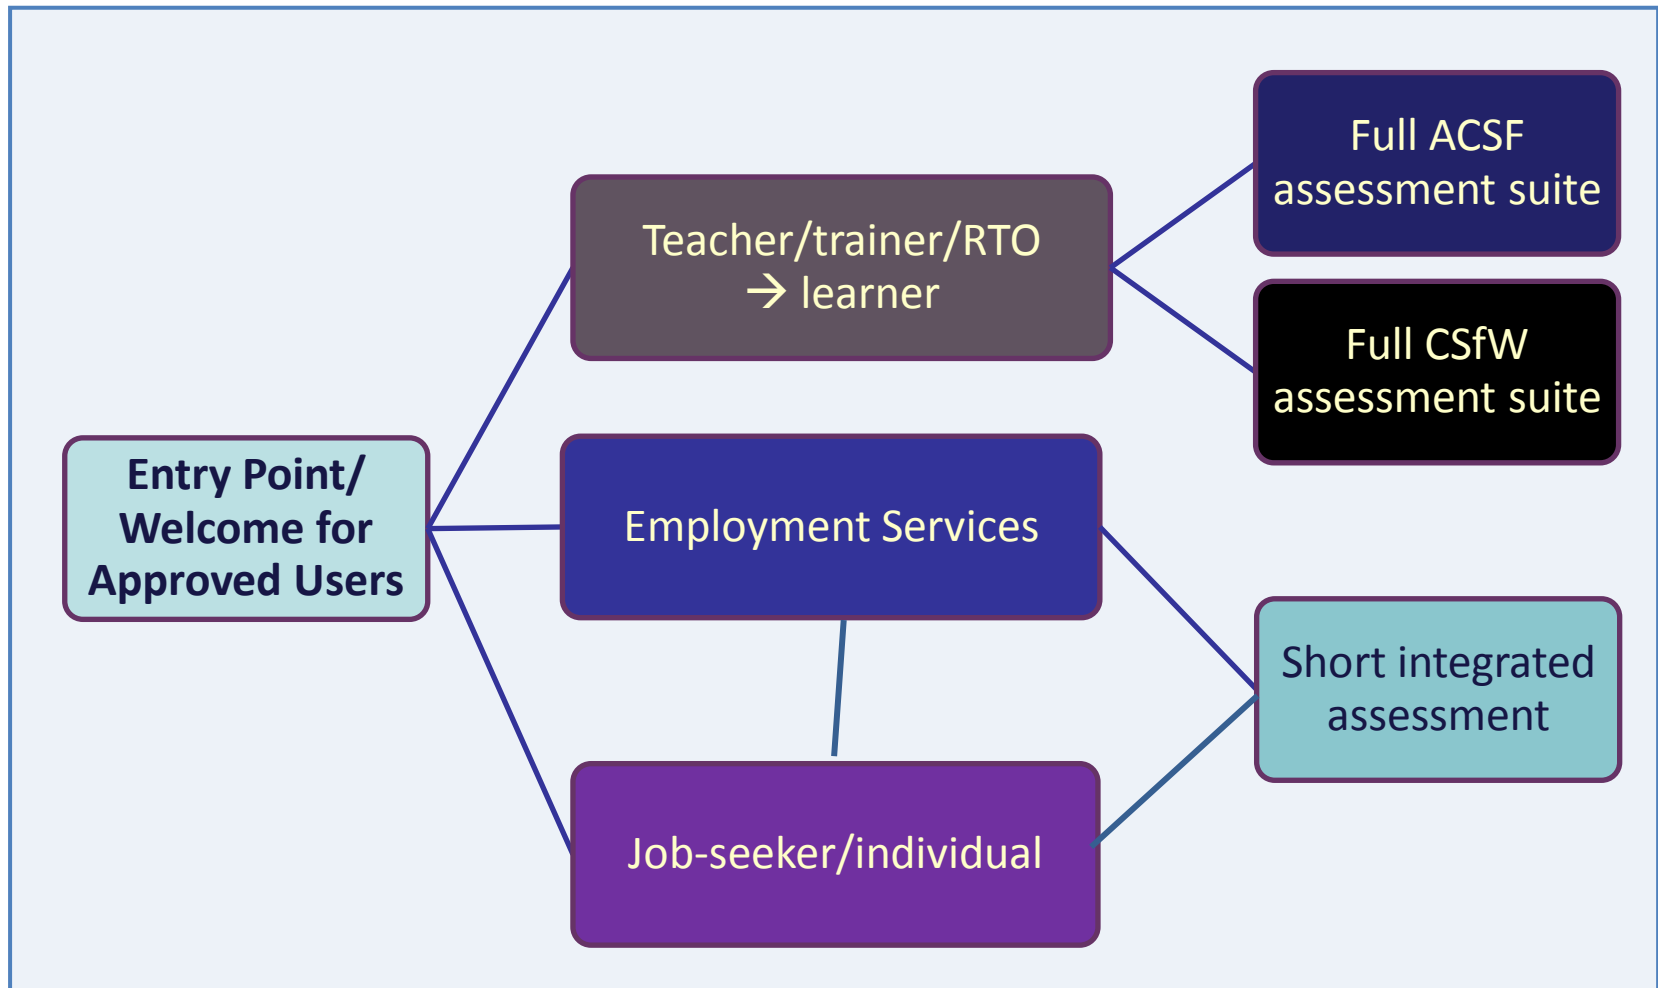 Entry Point/
Welcome for
Approved Users
Teacher/trainer/RTO
→ learner
Employment Services
Job-seeker/individual
Full ACSF
assessment suite
Full CSfW
assessment suite
Short integrated
assessment